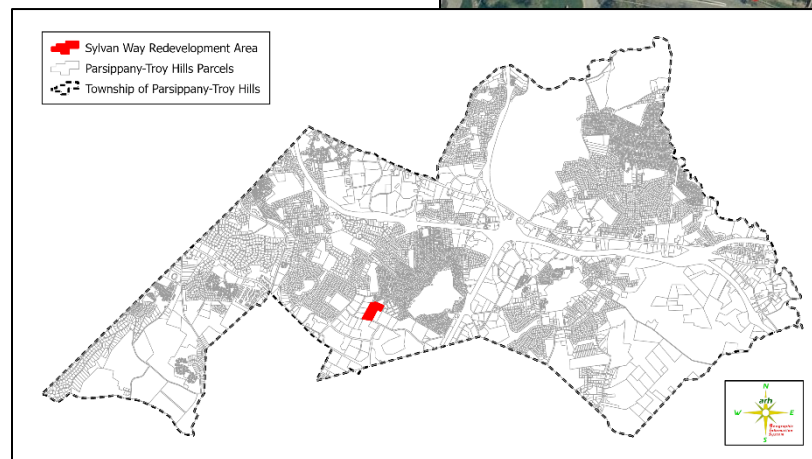 Sylvan Way Redevelopment Area
Parsippany-Troy Hills Parcels
Township of Parsippany-Troy Hills
N
arh
W
E
S